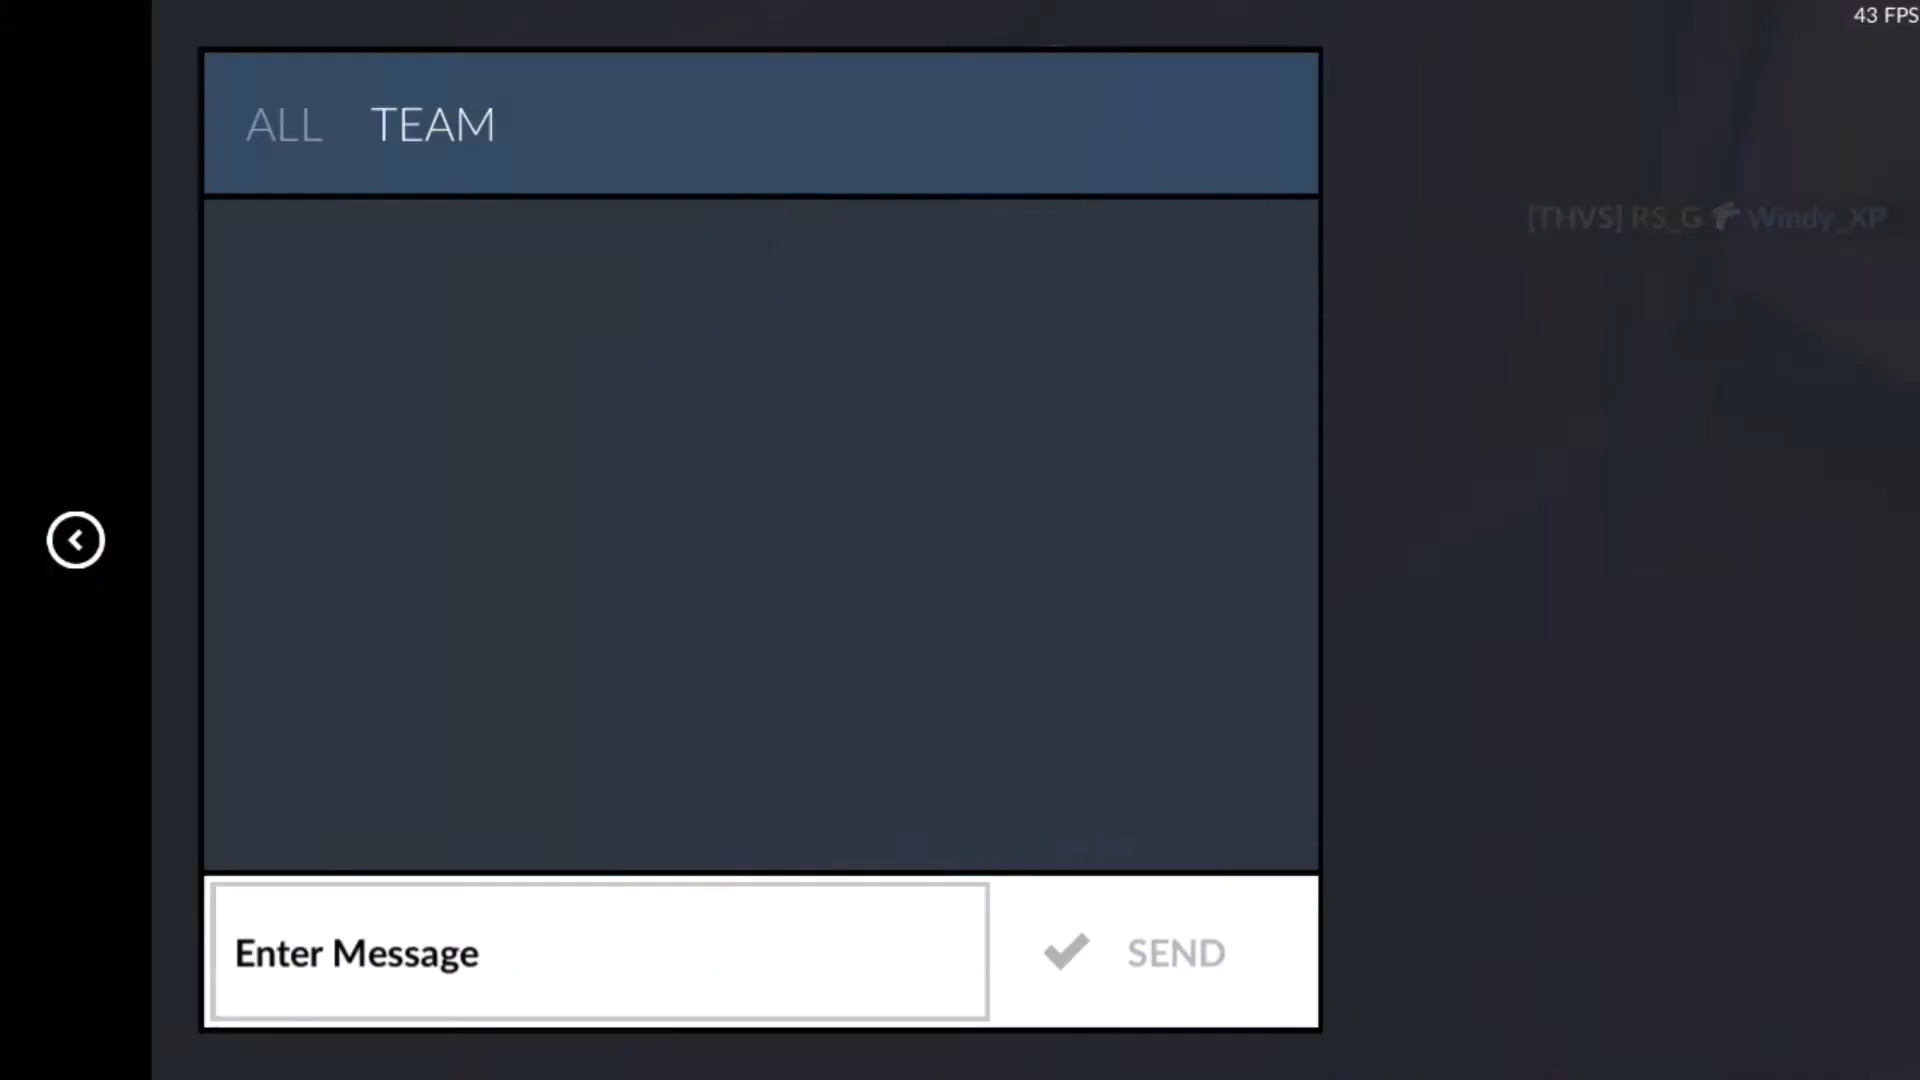 43 FPS
ALL TEAM
[THVS] RS_G Windy_XP
Enter Message
SEND